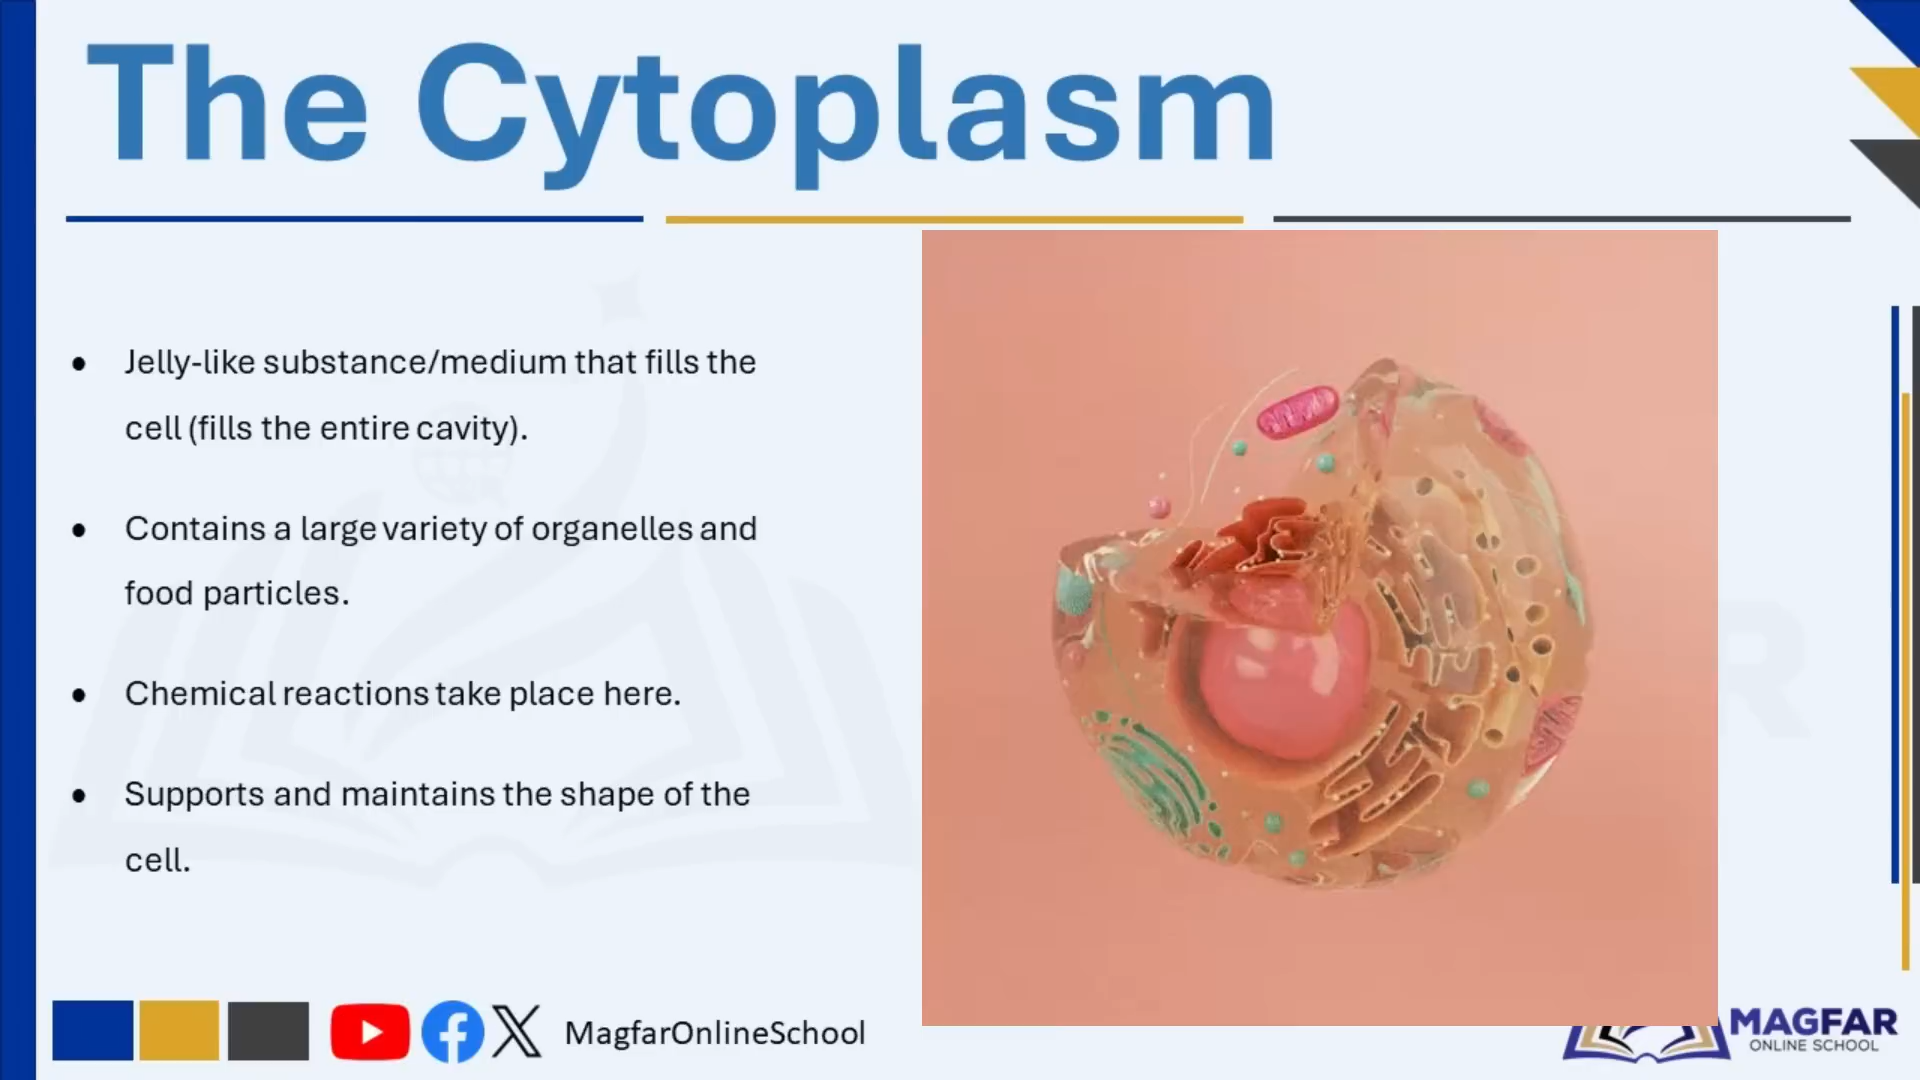 The Cytoplasm
• Jelly-like substance/medium that fills the
cell (fills the entire cavity).
• Contains a large variety of organelles and
food particles.
• Chemical reactions take place here.
• Supports and maintains the shape of the
cell.
MagfarOnlineSchool
MAGFAR
ONLINE SCHOOL